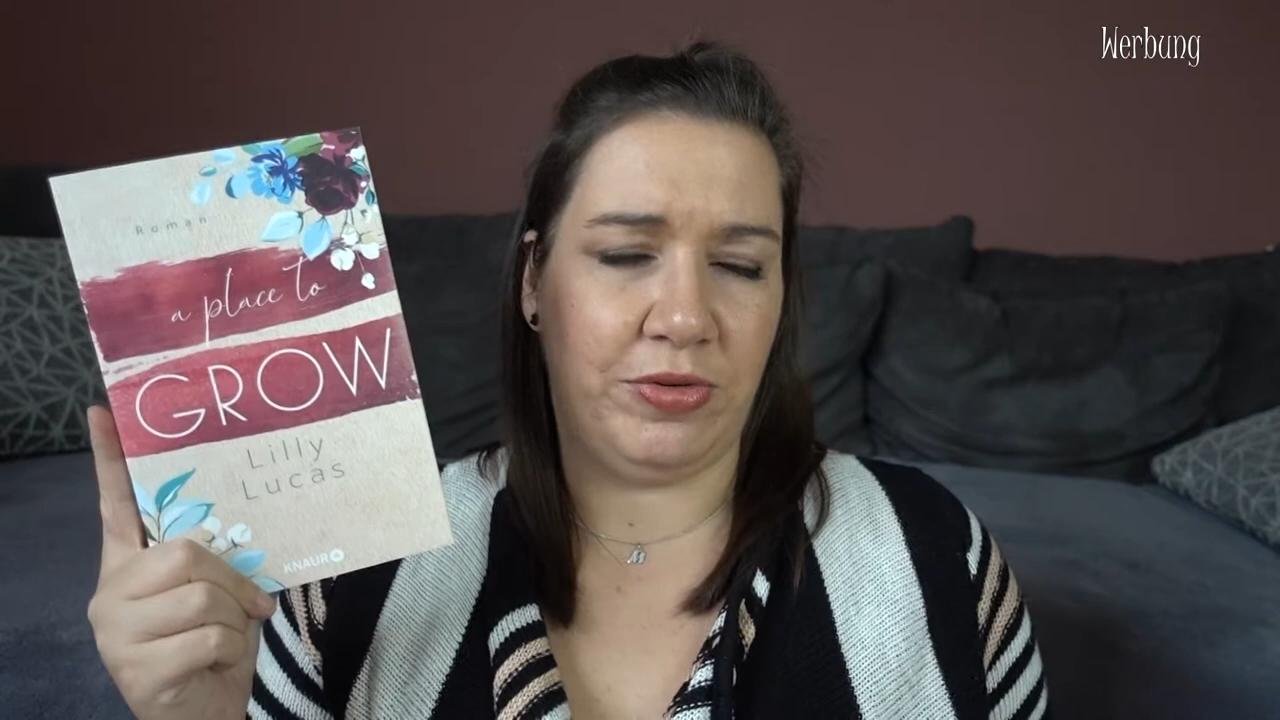 Werbung
Roman
a place to
GROW
Lilly
Lucas
KNAUR